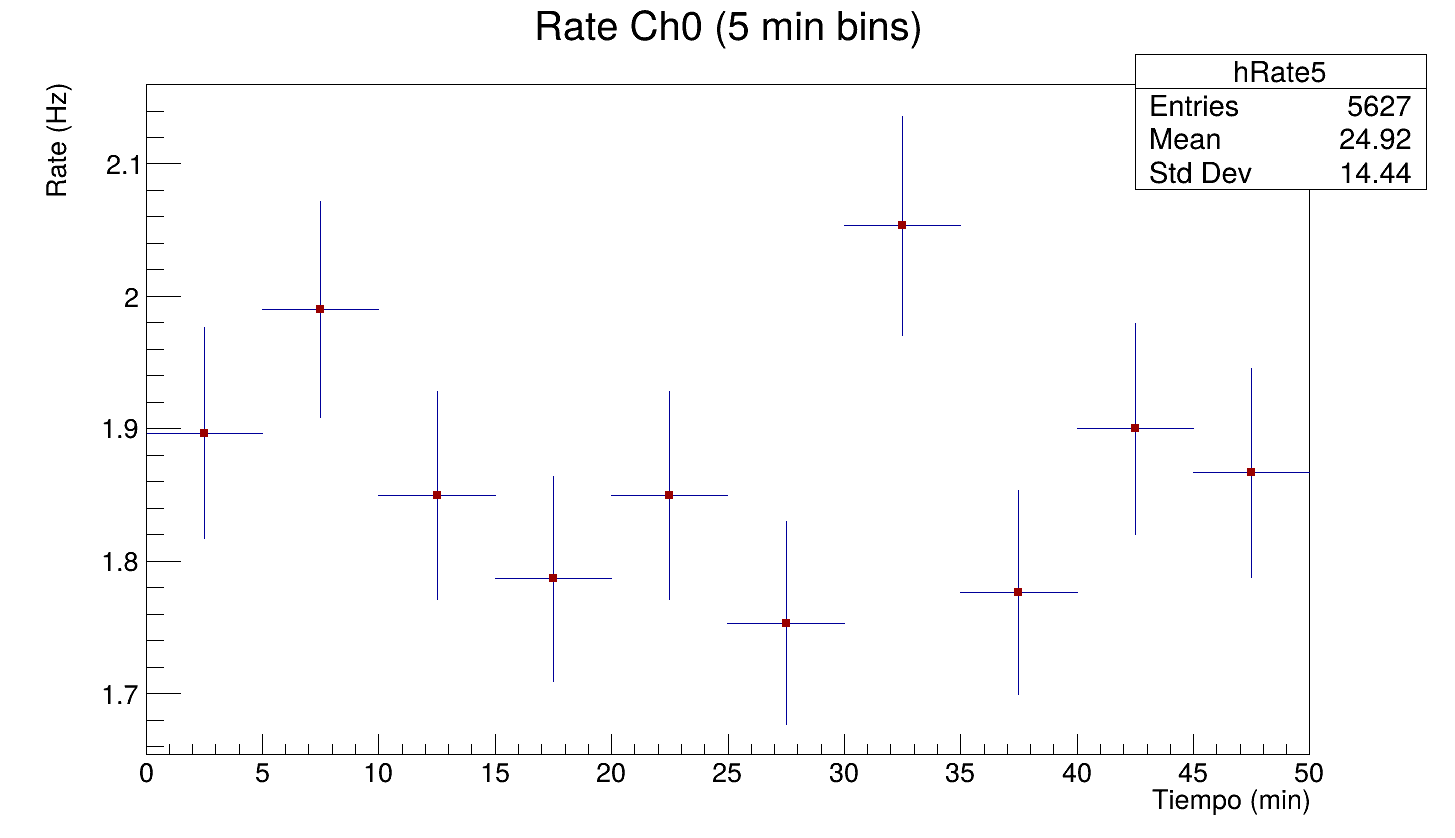 Rate Ch0 (5 min bins)
hRate5
Entries 5627
Mean 24.92
Std Dev 14.44
Rate (Hz)
2.1
2
1.9
1.8
1.7
0 5 10 15 20 25 30 35 40 45 50
Tiempo (min)